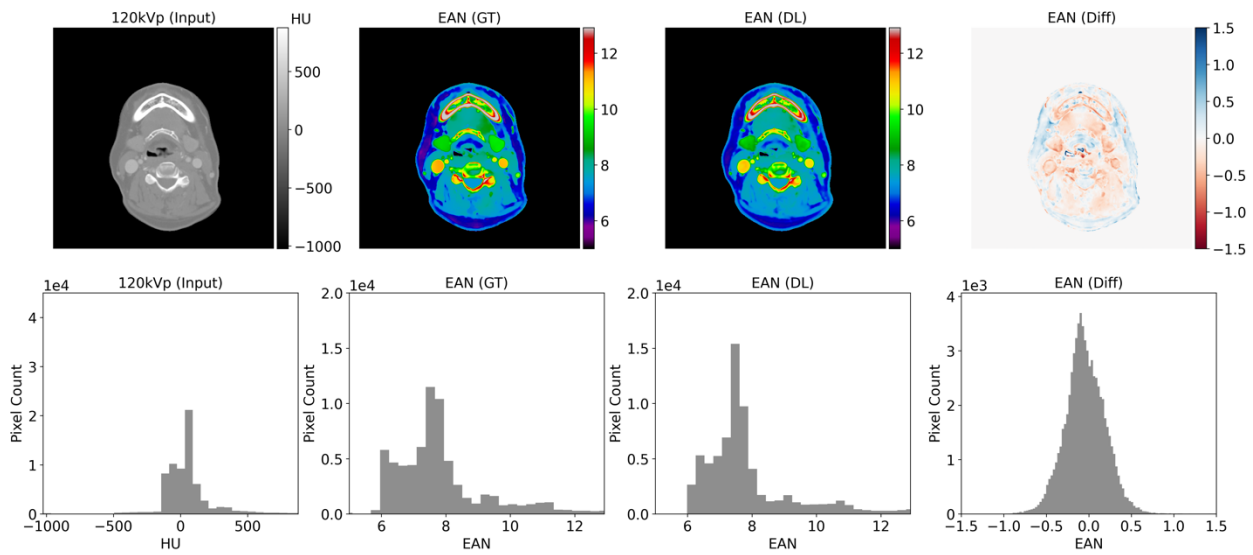 120kVp (Input) HU EAN (GT) EAN (DL) EAN (Diff)
500
0
−500
−1000
12
10
8
6
12
10
8
6
1.5
1.0
0.5
0.0
−0.5
−1.0
−1.5
120kVp (Input)
1e4
4
3
2
1
0
Pixel Count
−1000 −500 0 500
HU
EAN (GT)
1e4
2.0
1.5
1.0
0.5
0.0
Pixel Count
6 8 10 12
EAN
EAN (DL)
1e4
2.0
1.5
1.0
0.5
0.0
Pixel Count
6 8 10 12
EAN
EAN (Diff)
1e3
4
3
2
1
0
Pixel Count
−1.5 −1.0 −0.5 0.0 0.5 1.0 1.5
EAN